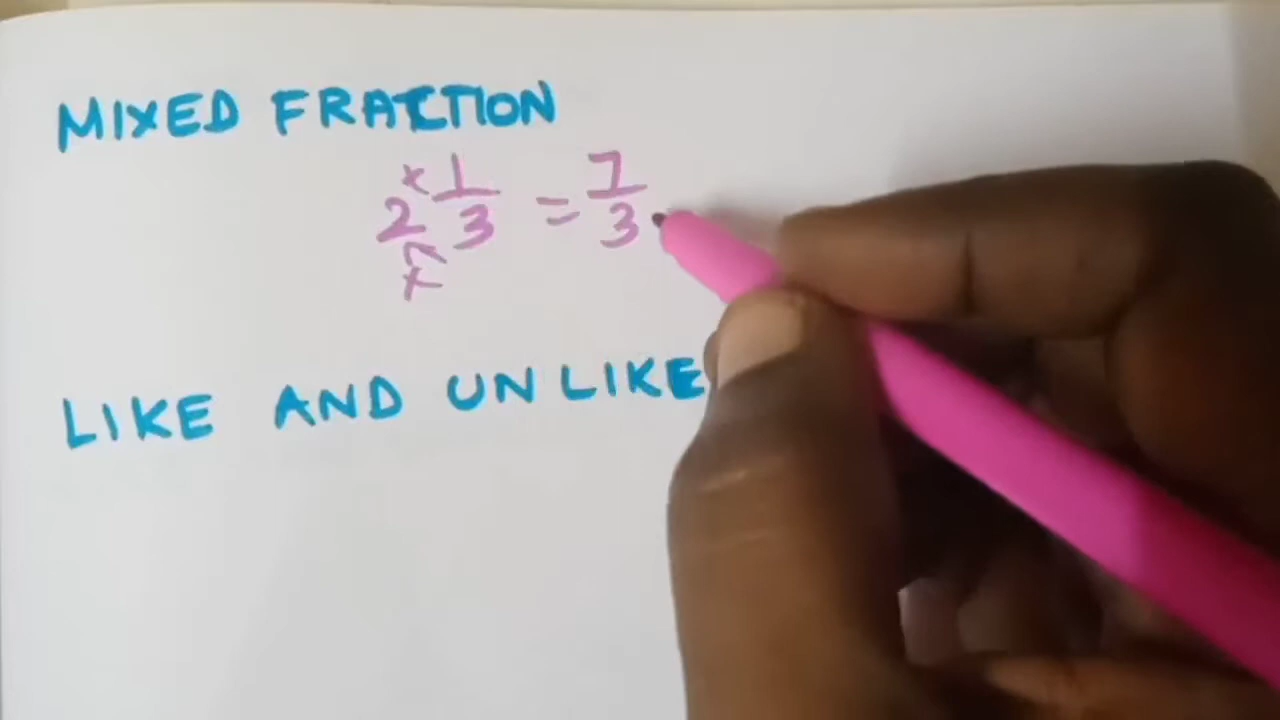 MIXED FRACTION
2 1/3 = 7/3
LIKE AND UNLIKE